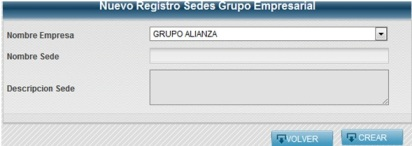 Nuevo Registro Sedes Grupo Empresarial
Nombre Empresa GRUPO ALIANZA
Nombre Sede
Descripcion Sede
VOLVER CREAR